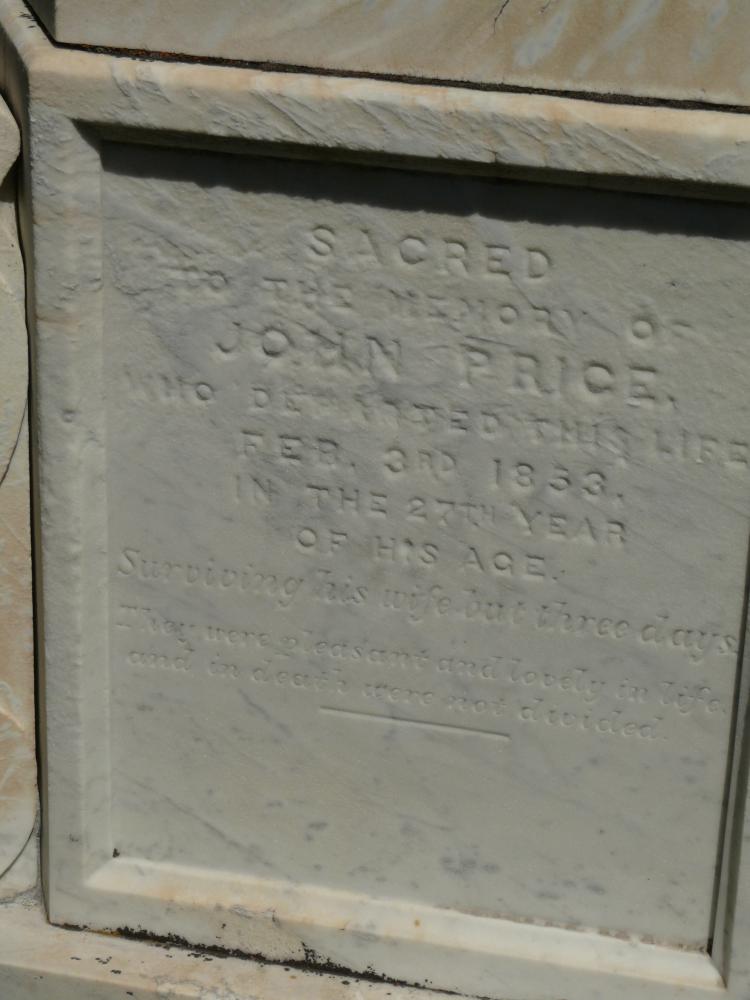 SACRED
TO THE MEMORY OF
JOHN PRICE,
WHO DEPARTED THIS LIFE
FEB. 3RD 1853.
IN THE 27TH YEAR
OF HIS AGE.
Surviving his wife but three days.
They were pleasant and lovely in life,
and in death were not divided.